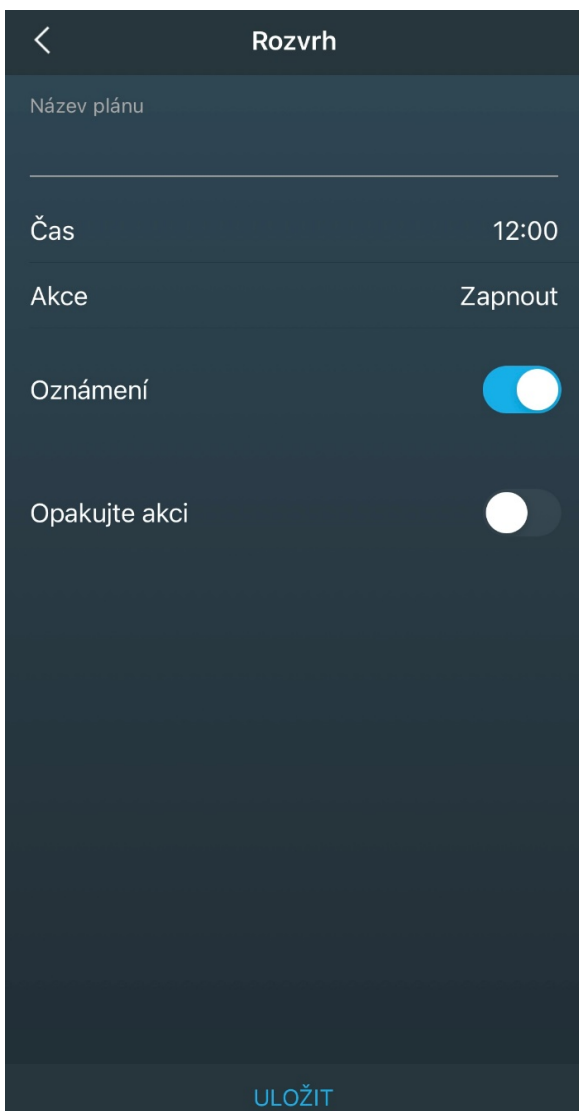 Rozvrh
Název plánu
Čas 12:00
Akce Zapnout
Oznámení
Opakujte akci
ULOŽIT